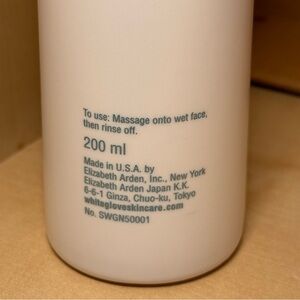 To use: Massage onto wet face,
then rinse off.
200 ml
Made in U.S.A. by
Elizabeth Arden, Inc., New York
Elizabeth Arden Japan K.K.
6-6-1 Ginza, Chuo-ku, Tokyo
whitegloveskincare.com
No. SWGN50001